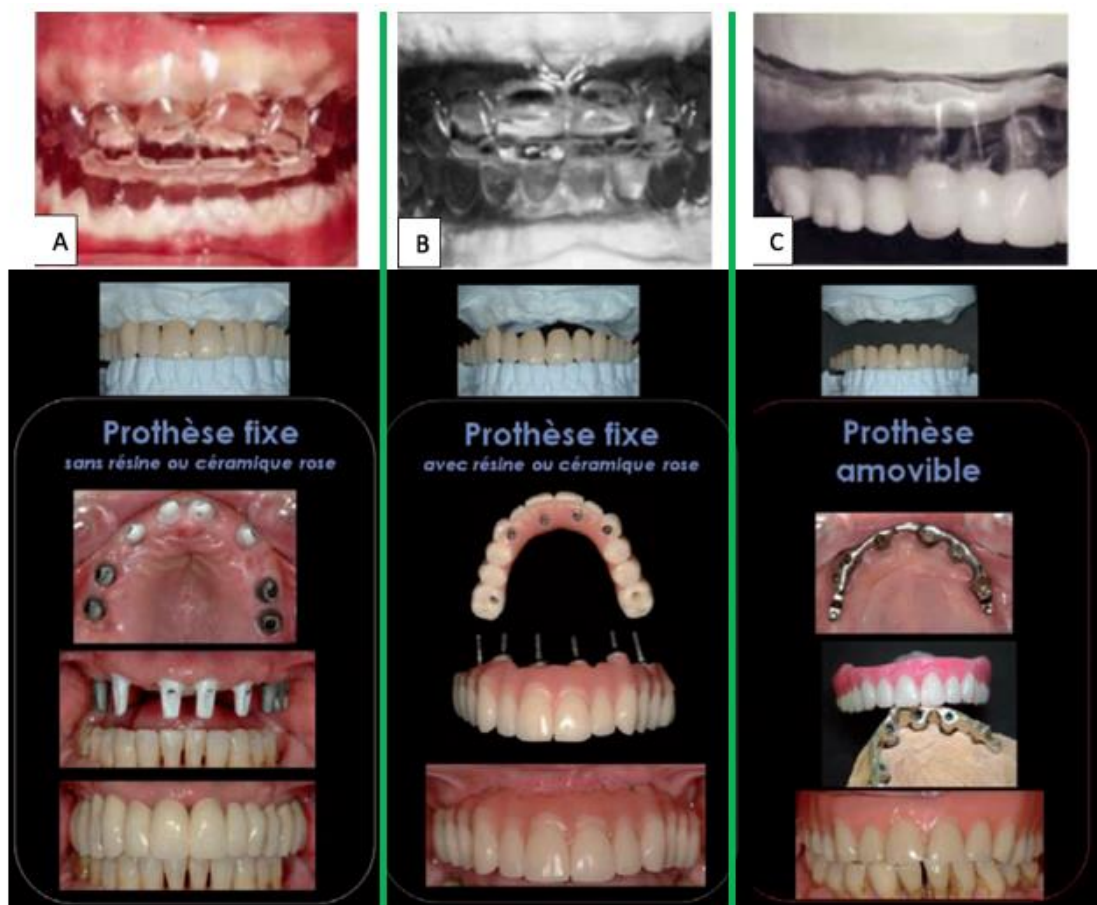 A
B
C
Prothèse fixe
sans résine ou céramique rose
Prothèse fixe
avec résine ou céramique rose
Prothèse
amovible